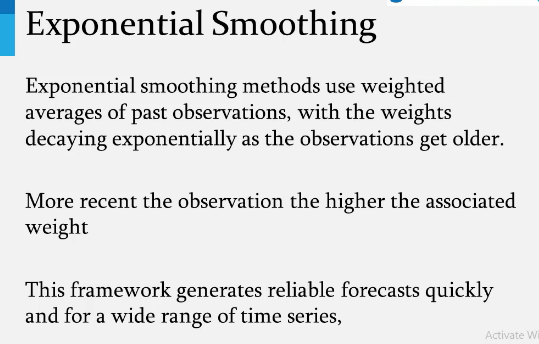 Exponential Smoothing
Exponential smoothing methods use weighted
averages of past observations, with the weights
decaying exponentially as the observations get older.
More recent the observation the higher the associated
weight
This framework generates reliable forecasts quickly
and for a wide range of time series,
Activate Wi